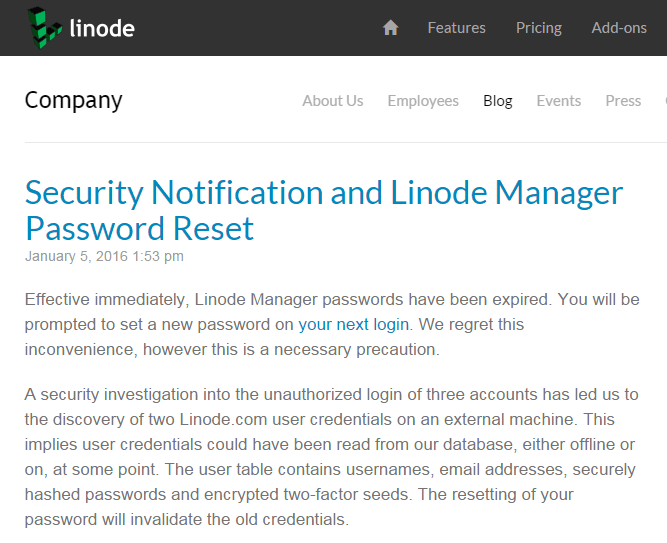 linode
Features Pricing Add-ons
Company
About Us Employees Blog Events Press
Security Notification and Linode Manager
Password Reset
January 5, 2016 1:53 pm
Effective immediately, Linode Manager passwords have been expired. You will be
prompted to set a new password on your next login. We regret this
inconvenience, however this is a necessary precaution.
A security investigation into the unauthorized login of three accounts has led us to
the discovery of two Linode.com user credentials on an external machine. This
implies user credentials could have been read from our database, either offline or
on, at some point. The user table contains usernames, email addresses, securely
hashed passwords and encrypted two-factor seeds. The resetting of your
password will invalidate the old credentials.